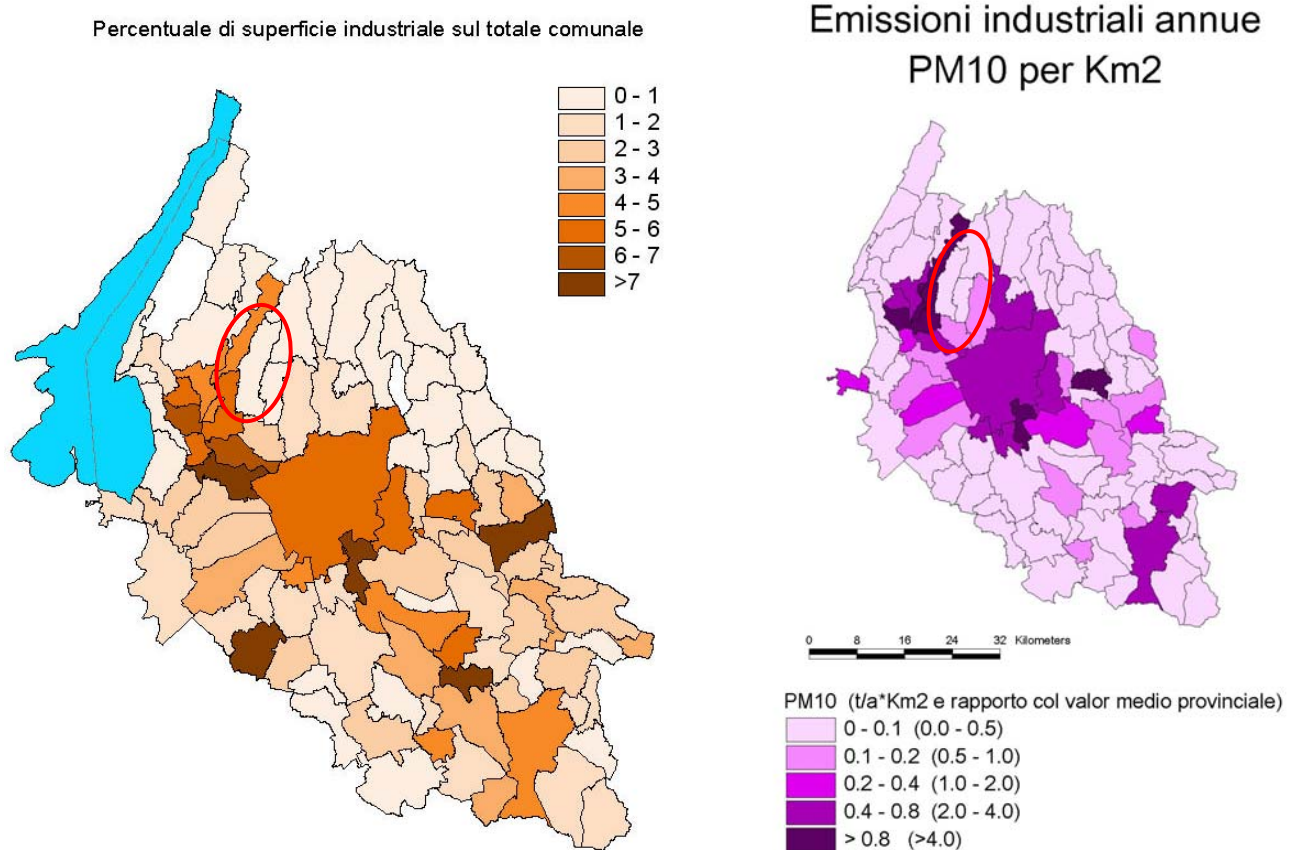 Percentuale di superficie industriale sul totale comunale
0 - 1
1 - 2
2 - 3
3 - 4
4 - 5
5 - 6
6 - 7
>7
Emissioni industriali annue
PM10 per Km2
0 8 16 24 32 Kilometers
PM10 (t/a*Km2 e rapporto col valor medio provinciale)
0 - 0.1 (0.0 - 0.5)
0.1 - 0.2 (0.5 - 1.0)
0.2 - 0.4 (1.0 - 2.0)
0.4 - 0.8 (2.0 - 4.0)
> 0.8 (>4.0)